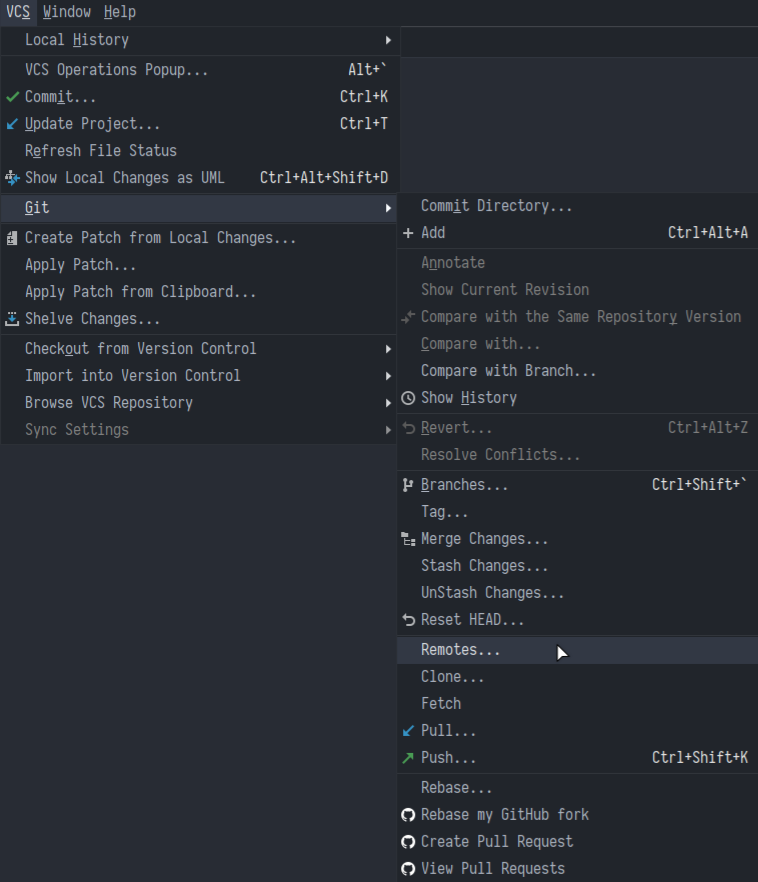 VCS Window Help
Local History
VCS Operations Popup... Alt+`
Commit... Ctrl+K
Update Project... Ctrl+T
Refresh File Status
Show Local Changes as UML Ctrl+Alt+Shift+D
Git
Create Patch from Local Changes...
Apply Patch...
Apply Patch from Clipboard...
Shelve Changes...
Checkout from Version Control
Import into Version Control
Browse VCS Repository
Sync Settings
Commit Directory...
Add Ctrl+Alt+A
Annotate
Show Current Revision
Compare with the Same Repository Version
Compare with...
Compare with Branch...
Show History
Revert... Ctrl+Alt+Z
Resolve Conflicts...
Branches... Ctrl+Shift+`
Tag...
Merge Changes...
Stash Changes...
UnStash Changes...
Reset HEAD...
Remotes...
Clone...
Fetch
Pull...
Push... Ctrl+Shift+K
Rebase...
Rebase my GitHub fork
Create Pull Request
View Pull Requests